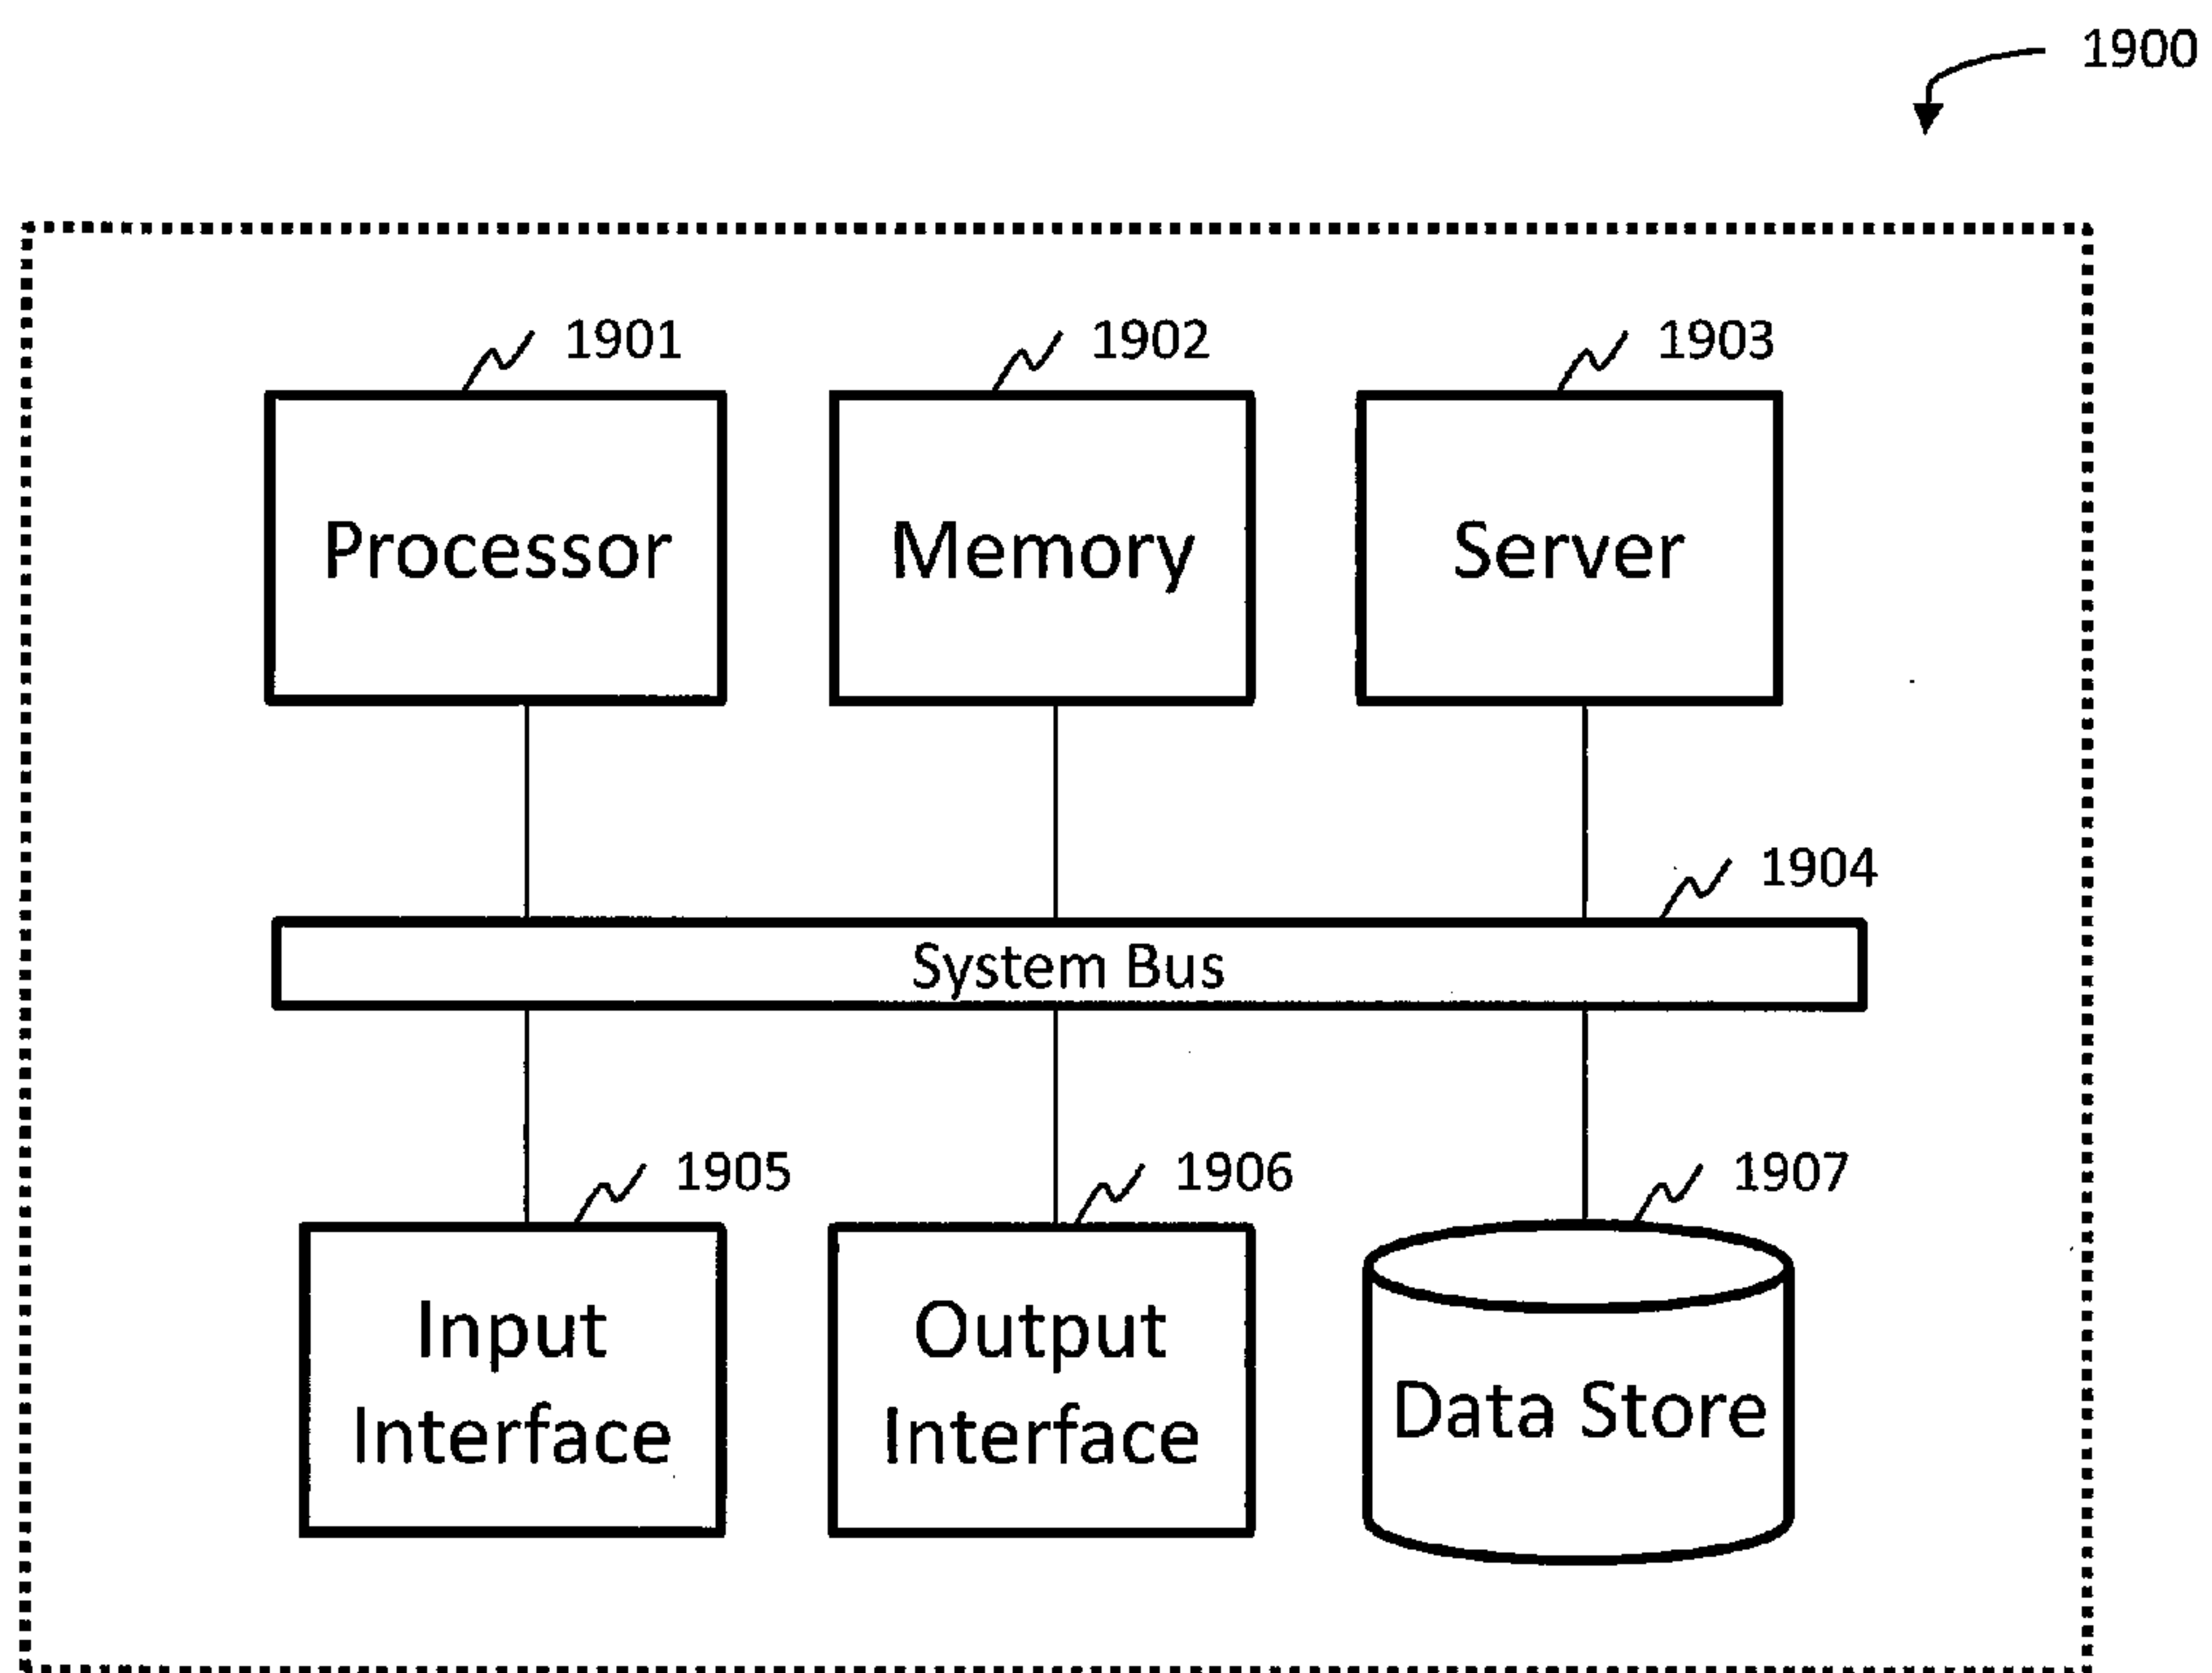 1900
1901
1902
1903
Processor
Memory
Server
1904
System Bus
1905
1906
1907
Input
Interface
Output
Interface
Data Store